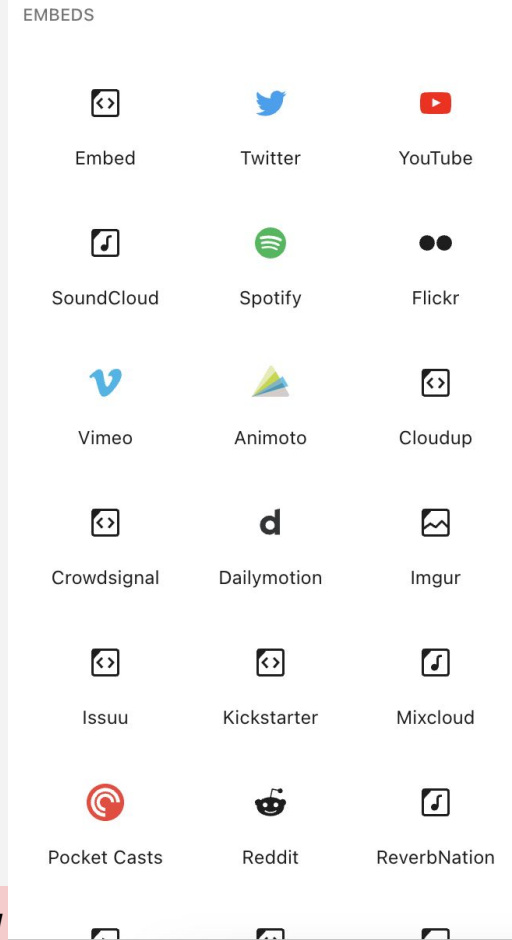 EMBEDS
Embed Twitter YouTube
SoundCloud Spotify Flickr
Vimeo Animoto Cloudup
Crowdsignal Dailymotion Imgur
Issuu Kickstarter Mixcloud
Pocket Casts Reddit ReverbNation